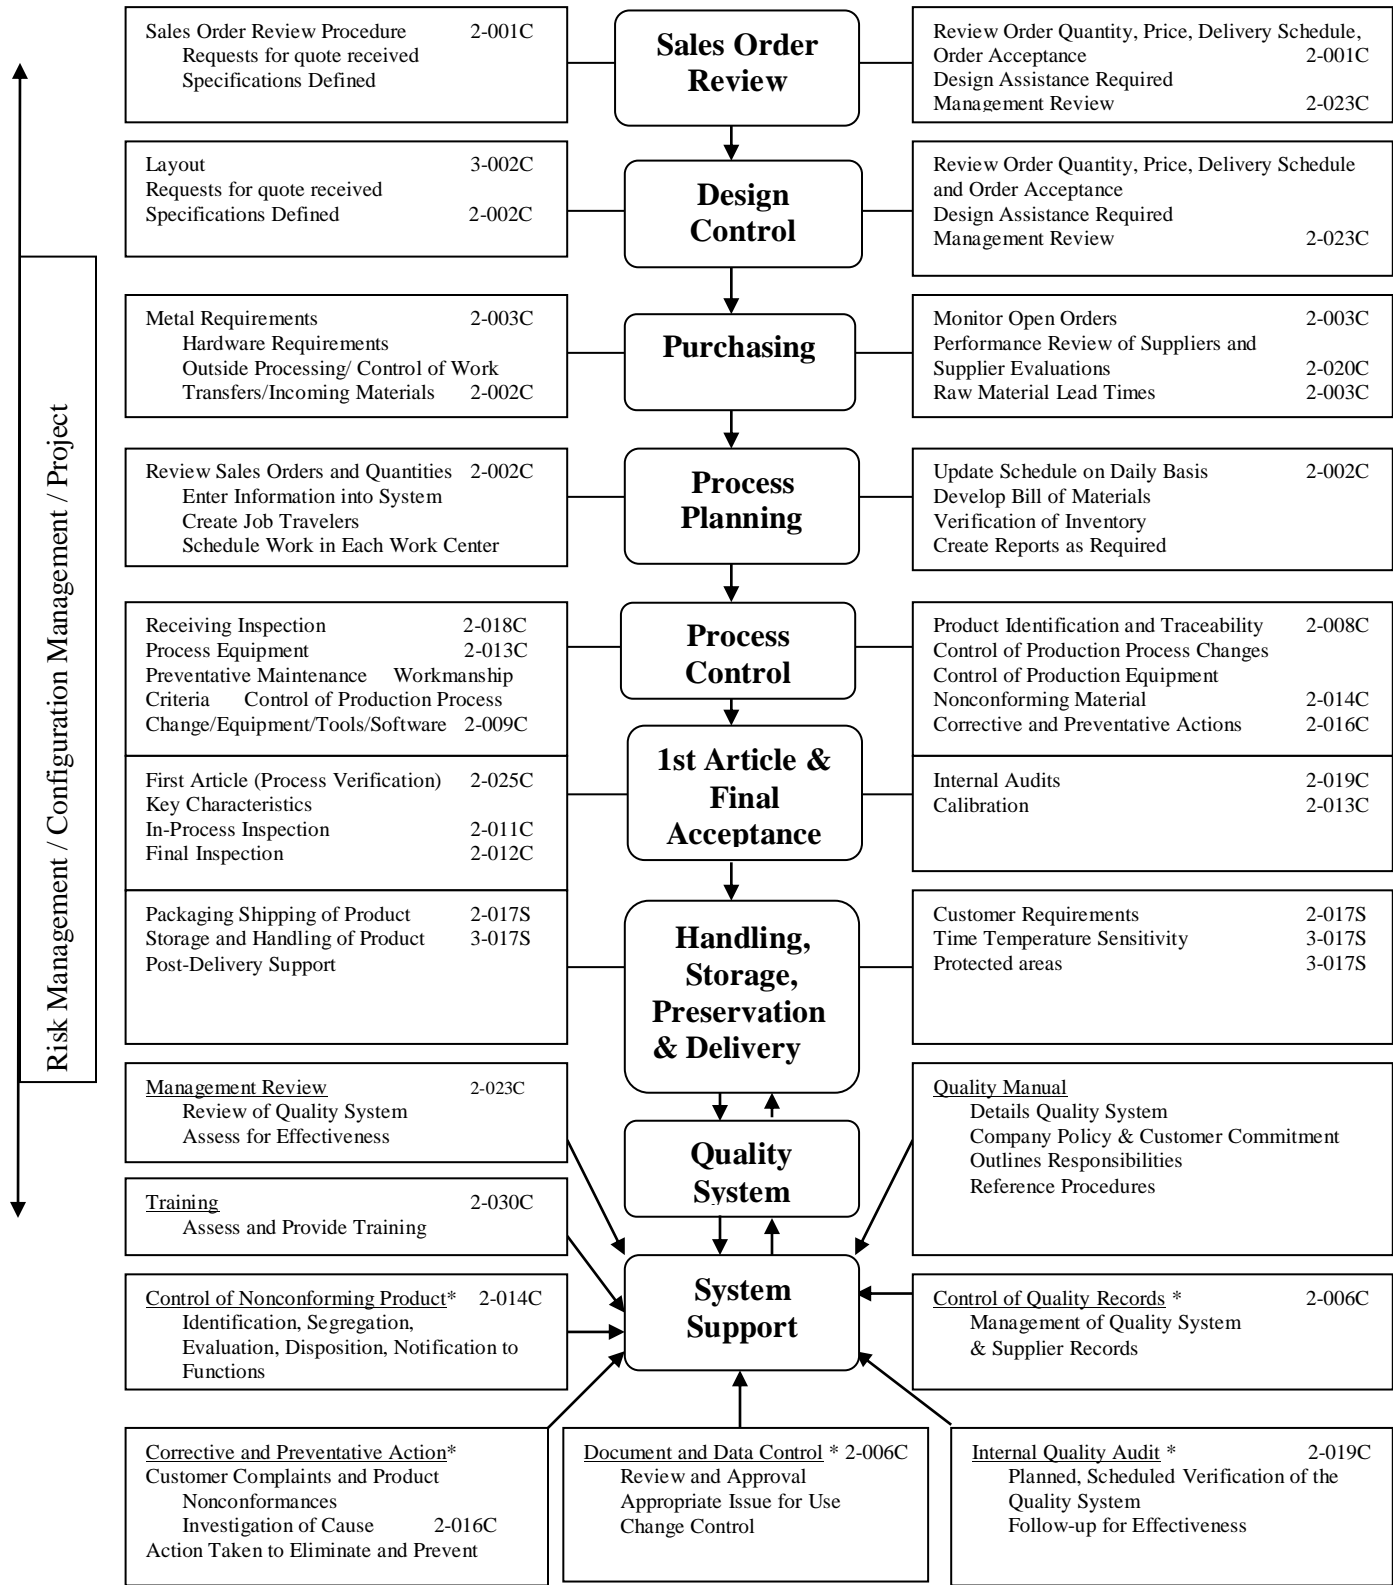 Sales Order Review Procedure 2-001C
Requests for quote received
Specifications Defined
Sales Order
Review
Review Order Quantity, Price, Delivery Schedule,
Order Acceptance 2-001C
Design Assistance Required
Management Review 2-023C
Layout 3-002C
Requests for quote received
Specifications Defined 2-002C
Design
Control
Review Order Quantity, Price, Delivery Schedule
and Order Acceptance
Design Assistance Required
Management Review 2-023C
Risk Management / Configuration Management / Project
Metal Requirements 2-003C
Hardware Requirements
Outside Processing/ Control of Work
Transfers/Incoming Materials 2-002C
Purchasing
Monitor Open Orders 2-003C
Performance Review of Suppliers and
Supplier Evaluations 2-020C
Raw Material Lead Times 2-003C
Review Sales Orders and Quantities 2-002C
Enter Information into System
Create Job Travelers
Schedule Work in Each Work Center
Process
Planning
Update Schedule on Daily Basis 2-002C
Develop Bill of Materials
Verification of Inventory
Create Reports as Required
Receiving Inspection 2-018C
Process Equipment 2-013C
Preventative Maintenance Workmanship
Criteria Control of Production Process
Change/Equipment/Tools/Software 2-009C
Process
Control
Product Identification and Traceability 2-008C
Control of Production Process Changes
Control of Production Equipment
Nonconforming Material 2-014C
Corrective and Preventative Actions 2-016C
First Article (Process Verification) 2-025C
Key Characteristics
In-Process Inspection 2-011C
Final Inspection 2-012C
1st Article &
Final
Acceptance
Internal Audits 2-019C
Calibration 2-013C
Packaging Shipping of Product 2-017S
Storage and Handling of Product 3-017S
Post-Delivery Support
Handling,
Storage,
Preservation
& Delivery
Customer Requirements 2-017S
Time Temperature Sensitivity 3-017S
Protected areas 3-017S
Management Review 2-023C
Review of Quality System
Assess for Effectiveness
Quality
System
Quality Manual
Details Quality System
Company Policy & Customer Commitment
Outlines Responsibilities
Reference Procedures
Training 2-030C
Assess and Provide Training
System
Support
Control of Nonconforming Product* 2-014C
Identification, Segregation,
Evaluation, Disposition, Notification to
Functions
Control of Quality Records * 2-006C
Management of Quality System
& Supplier Records
Corrective and Preventative Action*
Customer Complaints and Product
Nonconformances
Investigation of Cause 2-016C
Action Taken to Eliminate and Prevent
Document and Data Control * 2-006C
Review and Approval
Appropriate Issue for Use
Change Control
Internal Quality Audit * 2-019C
Planned, Scheduled Verification of the
Quality System
Follow-up for Effectiveness